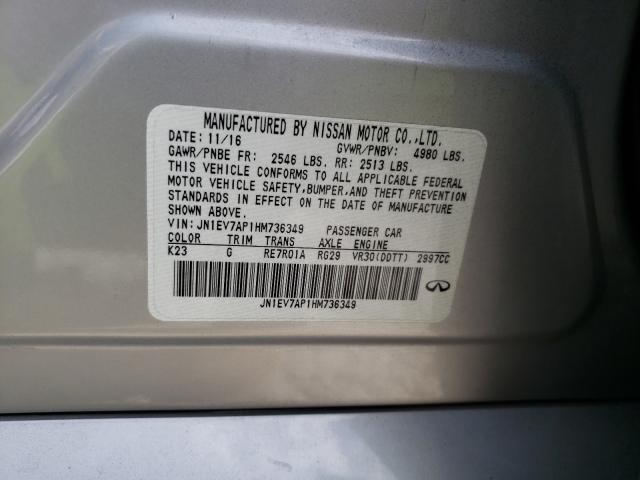 MANUFACTURED BY NISSAN MOTOR CO.,LTD.
DATE: 11/16 GVWR/PNBV: 4980 LBS.
GAWR/PNBE FR: 2546 LBS. RR: 2513 LBS.
THIS VEHICLE CONFORMS TO ALL APPLICABLE FEDERAL
MOTOR VEHICLE SAFETY,BUMPER,AND THEFT PREVENTION
STANDARDS IN EFFECT ON THE DATE OF MANUFACTURE
SHOWN ABOVE.
VIN: JN1EV7AP1HM736349 PASSENGER CAR
COLOR TRIM TRANS AXLE ENGINE
K23 G RE7R01A RG29 VR30(DDTT) 2997CC
JN1EV7AP1HM736349